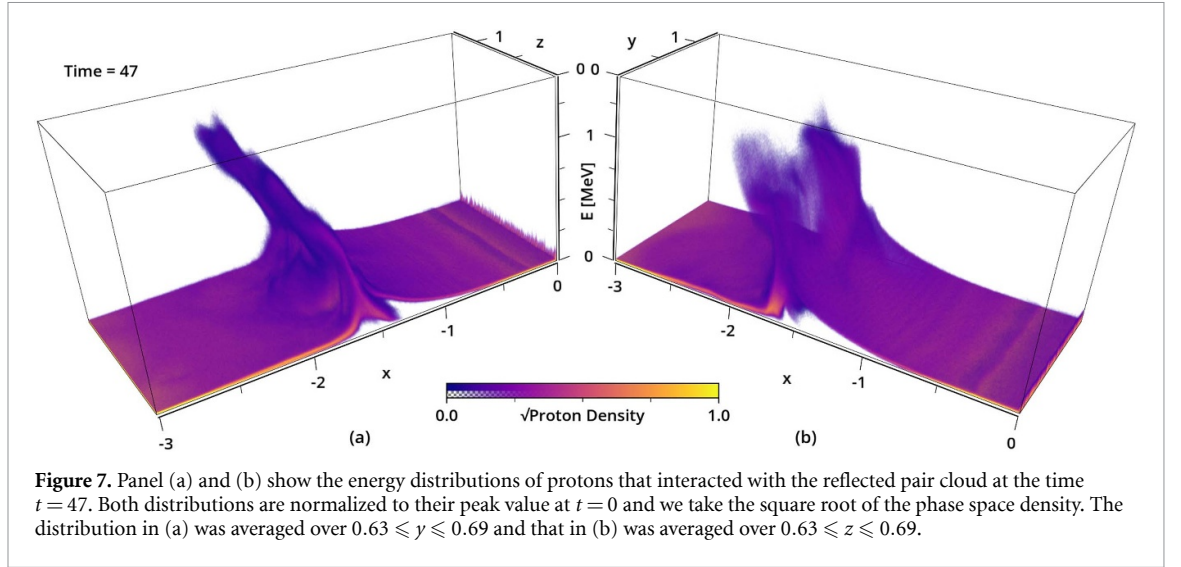 Time = 47
1
z
0
1
E [MeV]
0
0
-1
-2
-3
x
(a)
y
1
0
-3
-2
-1
0
x
(b)
0.0
√Proton Density
1.0
Figure 7. Panel (a) and (b) show the energy distributions of protons that interacted with the reflected pair cloud at the time
t = 47. Both distributions are normalized to their peak value at t = 0 and we take the square root of the phase space density. The
distribution in (a) was averaged over 0.63 ⩽ y ⩽ 0.69 and that in (b) was averaged over 0.63 ⩽ z ⩽ 0.69.